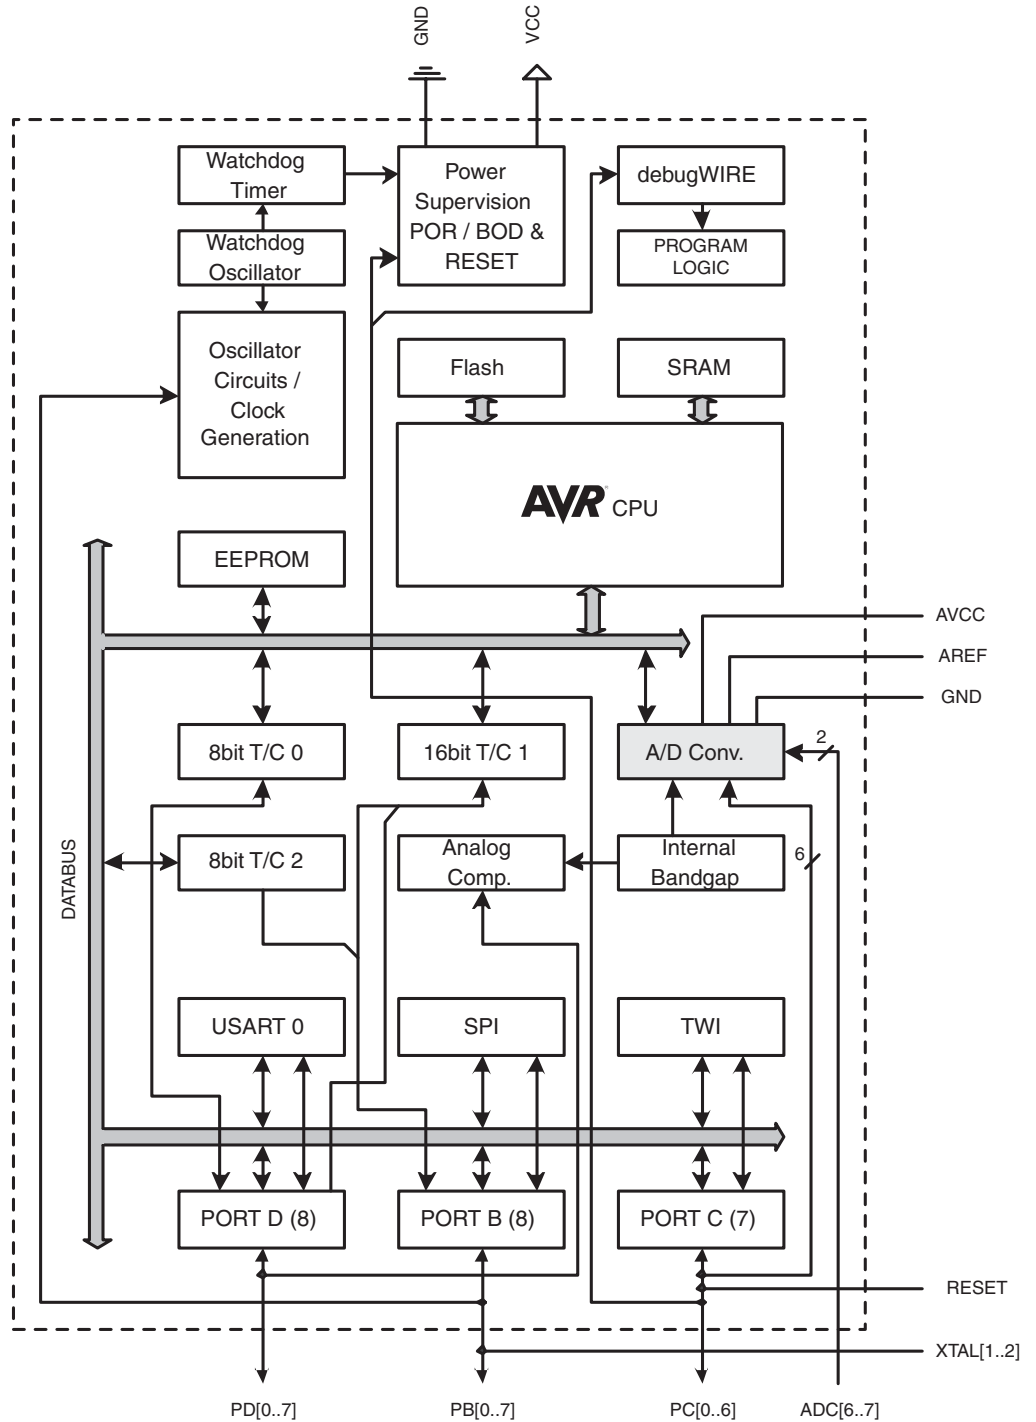 GND
VCC
Watchdog
Timer
Power
Supervision
POR / BOD &
RESET
debugWIRE
Watchdog
Oscillator
PROGRAM
LOGIC
Oscillator
Circuits /
Clock
Generation
Flash
SRAM
AVR CPU
EEPROM
AVCC
AREF
GND
8bit T/C 0
16bit T/C 1
A/D Conv.
2
DATABUS
8bit T/C 2
Analog
Comp.
Internal
Bandgap
6
USART 0
SPI
TWI
PORT D (8)
PORT B (8)
PORT C (7)
RESET
XTAL[1..2]
PD[0..7]
PB[0..7]
PC[0..6]
ADC[6..7]